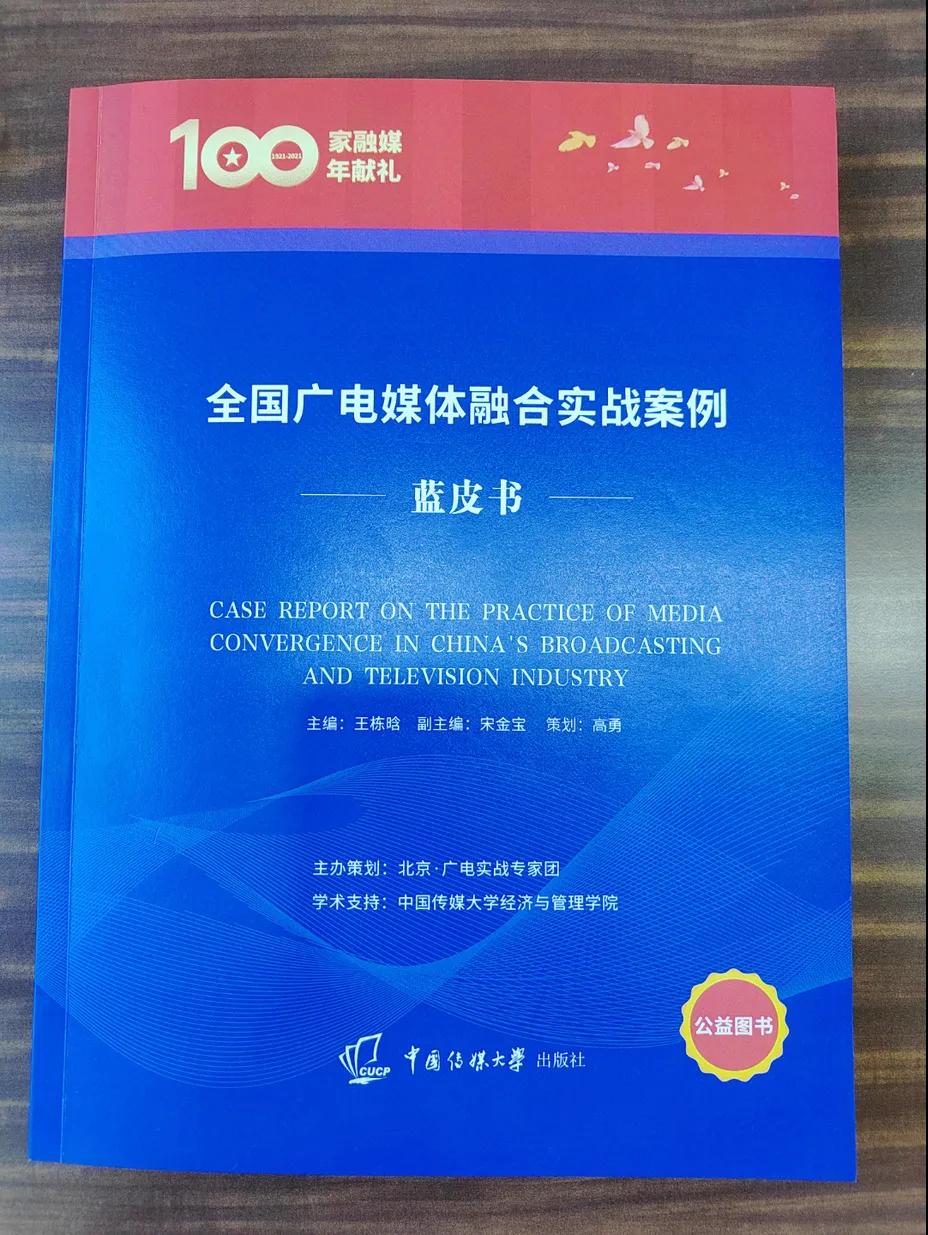 100 家融媒
1921-2021 年献礼
全国广电媒体融合实战案例
蓝皮书
CASE REPORT ON THE PRACTICE OF MEDIA
CONVERGENCE IN CHINA'S BROADCASTING
AND TELEVISION INDUSTRY
主编：王栋晗 副主编：宋金宝 策划：高勇
主办策划：北京·广电实战专家团
学术支持：中国传媒大学经济与管理学院
公益图书
CUCP 中国传媒大学 出版社